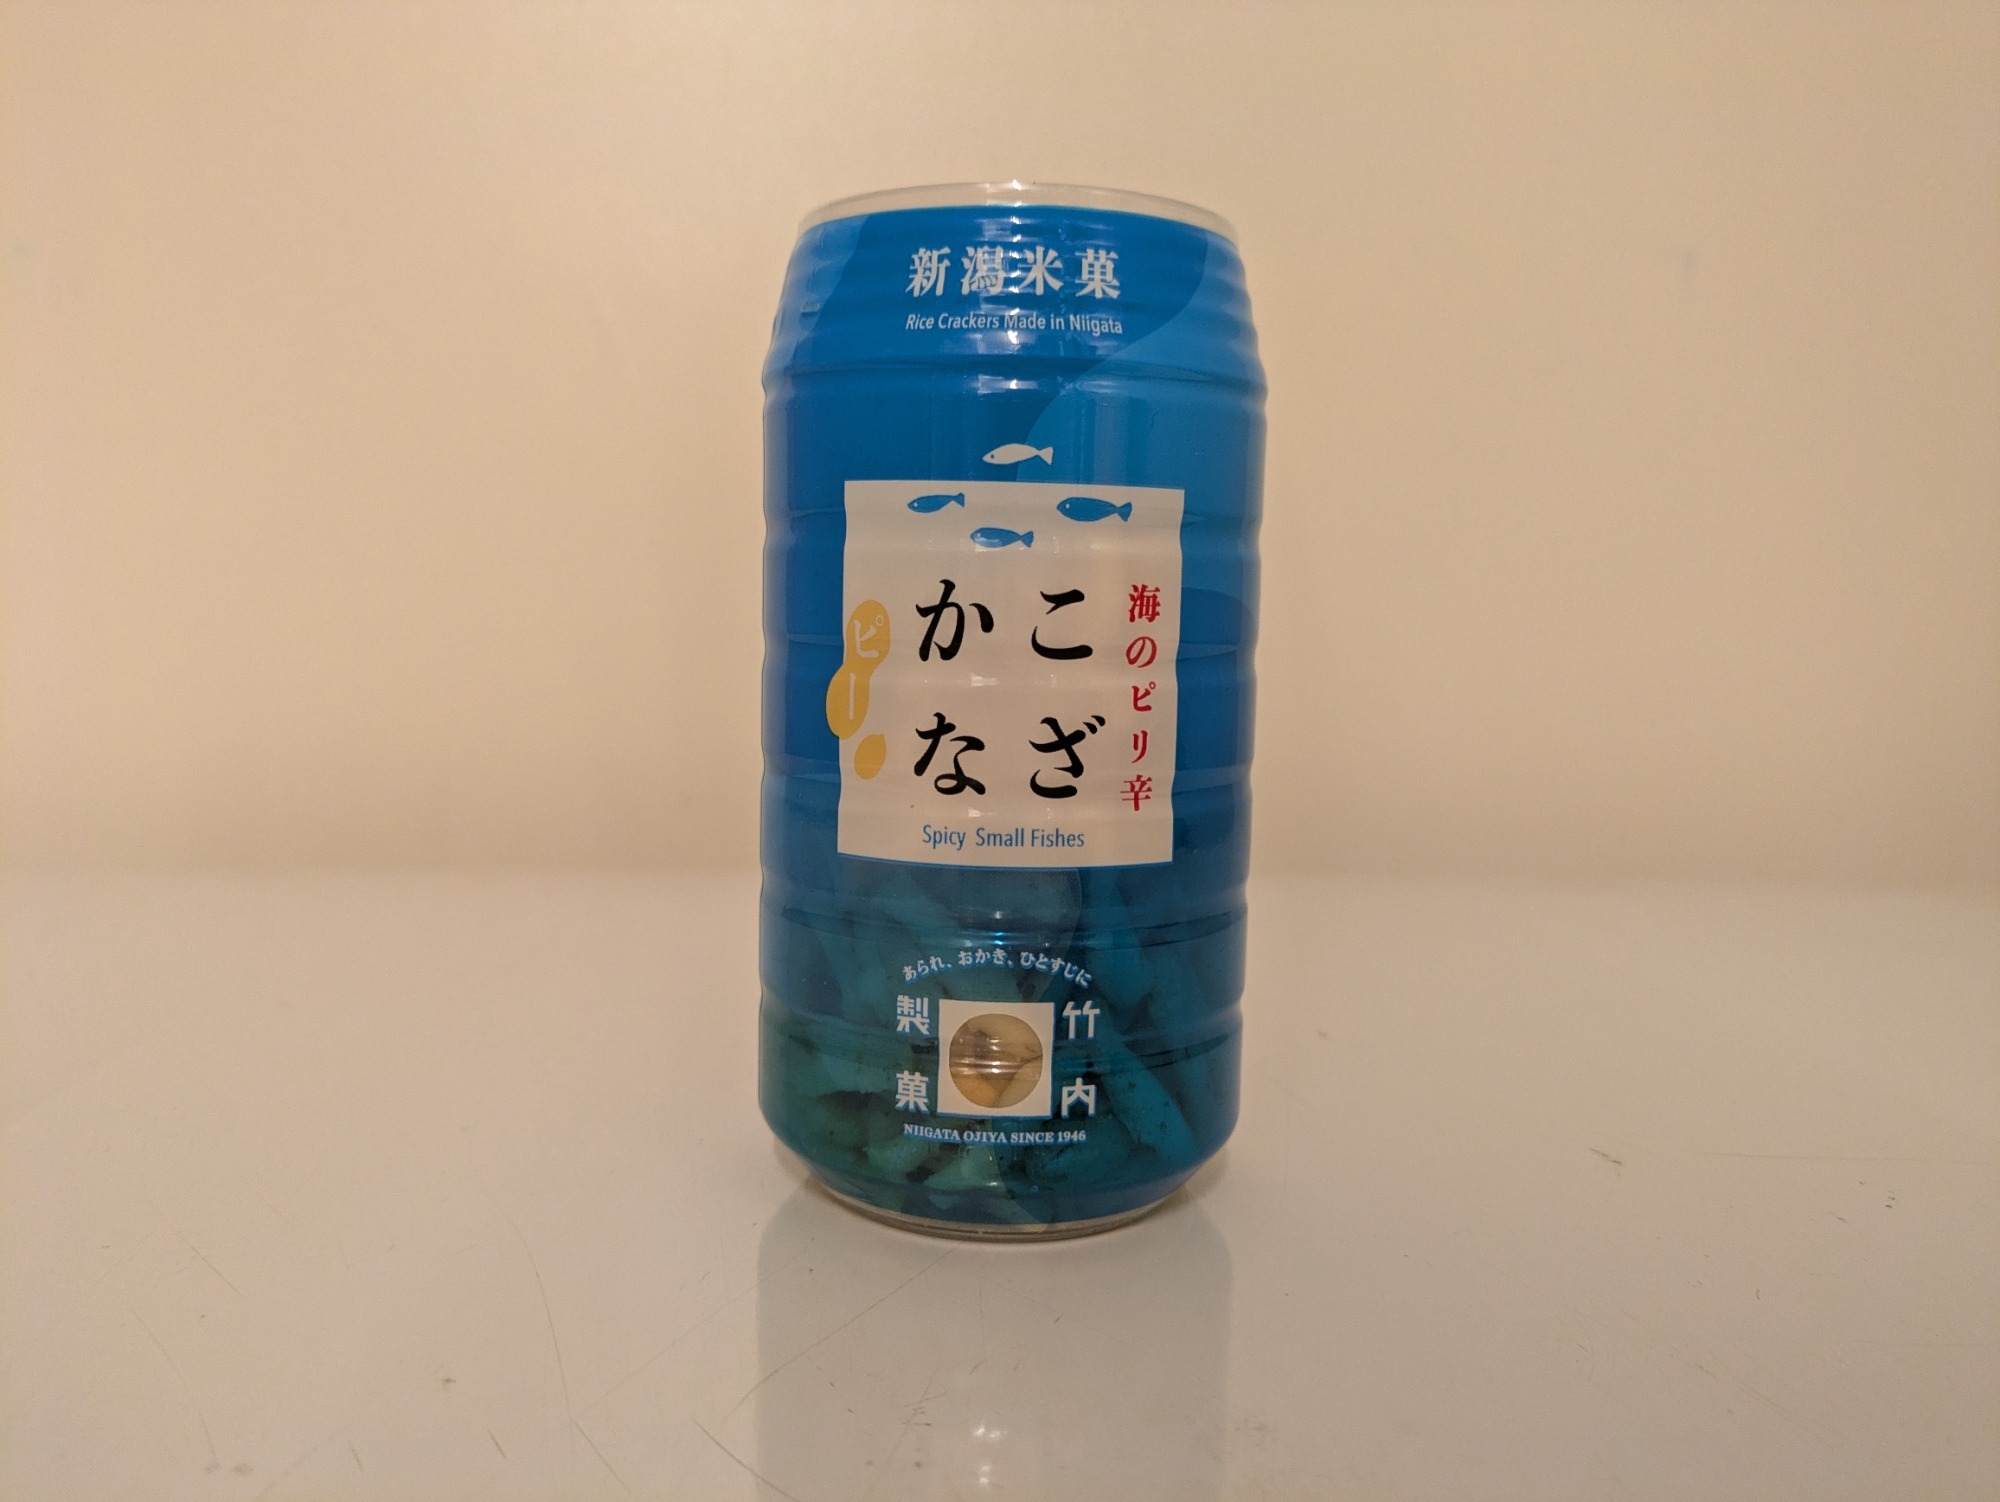 新潟米菓
Rice Crackers Made in Niigata
海のピリ辛
こざ
かな
ピー
Spicy Small Fishes
あられ、おかき、ひとすじに
竹内
製菓
NIIGATA OJIYA SINCE 1946